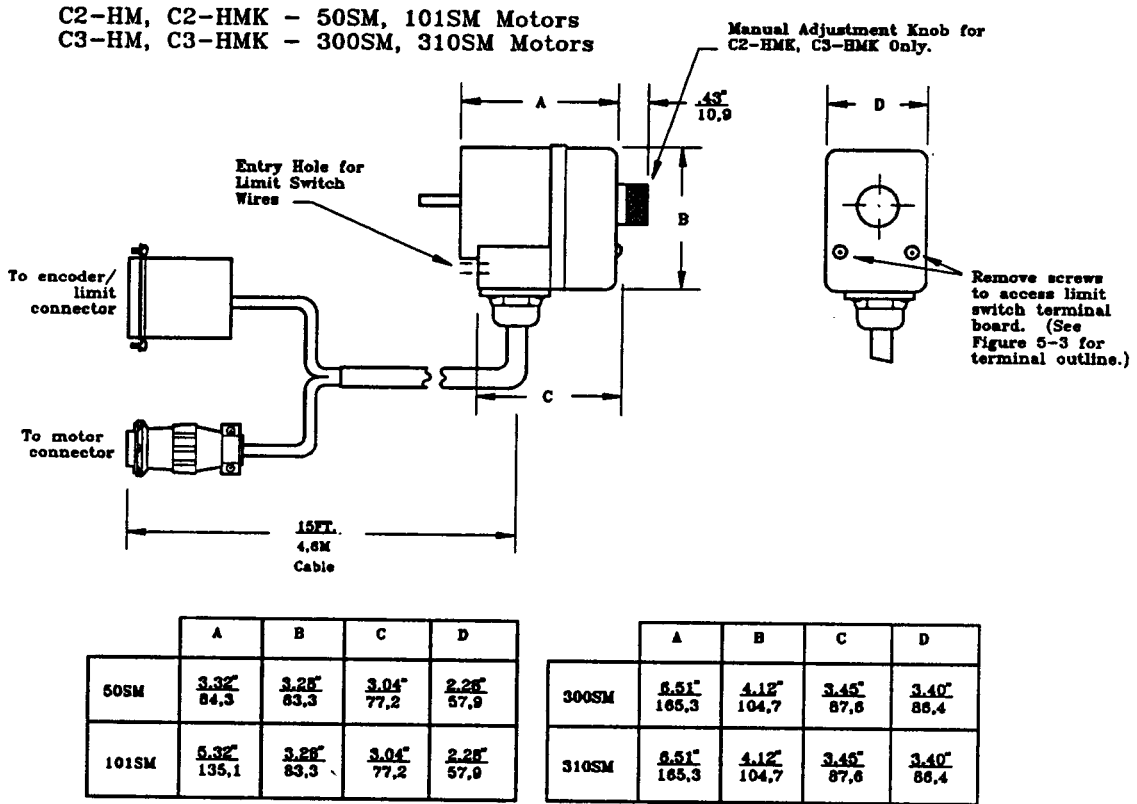 C2-HM, C2-HMK - 50SM, 101SM Motors
C3-HM, C3-HMK - 300SM, 310SM Motors
Manual Adjustment Knob for
C2-HMK, C3-HMK Only.
A
.43"
10,9
D
Entry Hole for
Limit Switch
Wires
B
To encoder/
limit
connector
Remove screws
to access limit
switch terminal
board. (See
Figure 5-3 for
terminal outline.)
C
To motor
connector
15FT.
4,6M
Cable
A B C D
50SM 3.32" 3.28" 3.04" 2.28"
84,3 83,3 77,2 57,9
101SM 5.32" 3.28" 3.04" 2.28"
135,1 83,3 77,2 57,9
A B C D
300SM 6.51" 4.12" 3.45" 3.40"
165,3 104,7 87,6 86,4
310SM 6.51" 4.12" 3.45" 3.40"
165,3 104,7 87,6 86,4